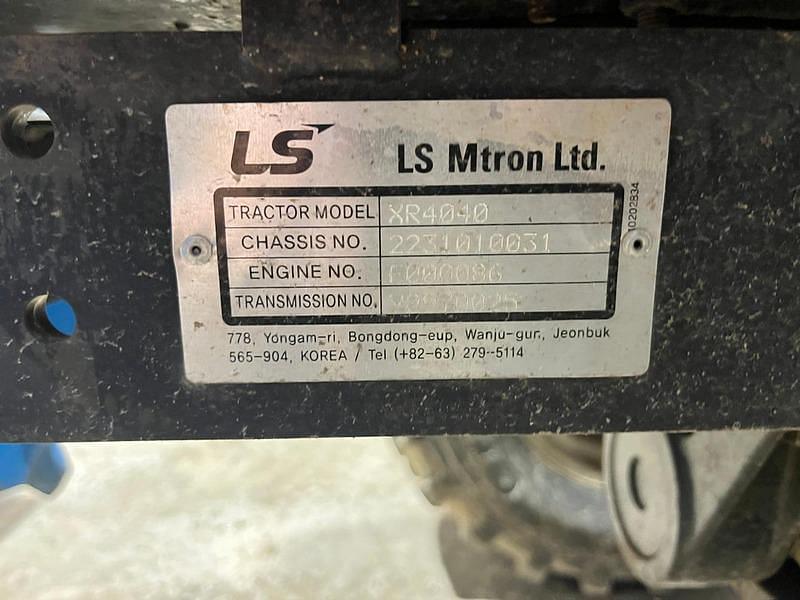 LS LS Mtron Ltd.
TRACTOR MODEL XR4040
CHASSIS NO. 2231010031
ENGINE NO. E000086
TRANSMISSION NO.
10202834
778, Yongam-ri, Bongdong-eup, Wanju-gun, Jeonbuk
565-904, KOREA / Tel (+82-63) 279-5114